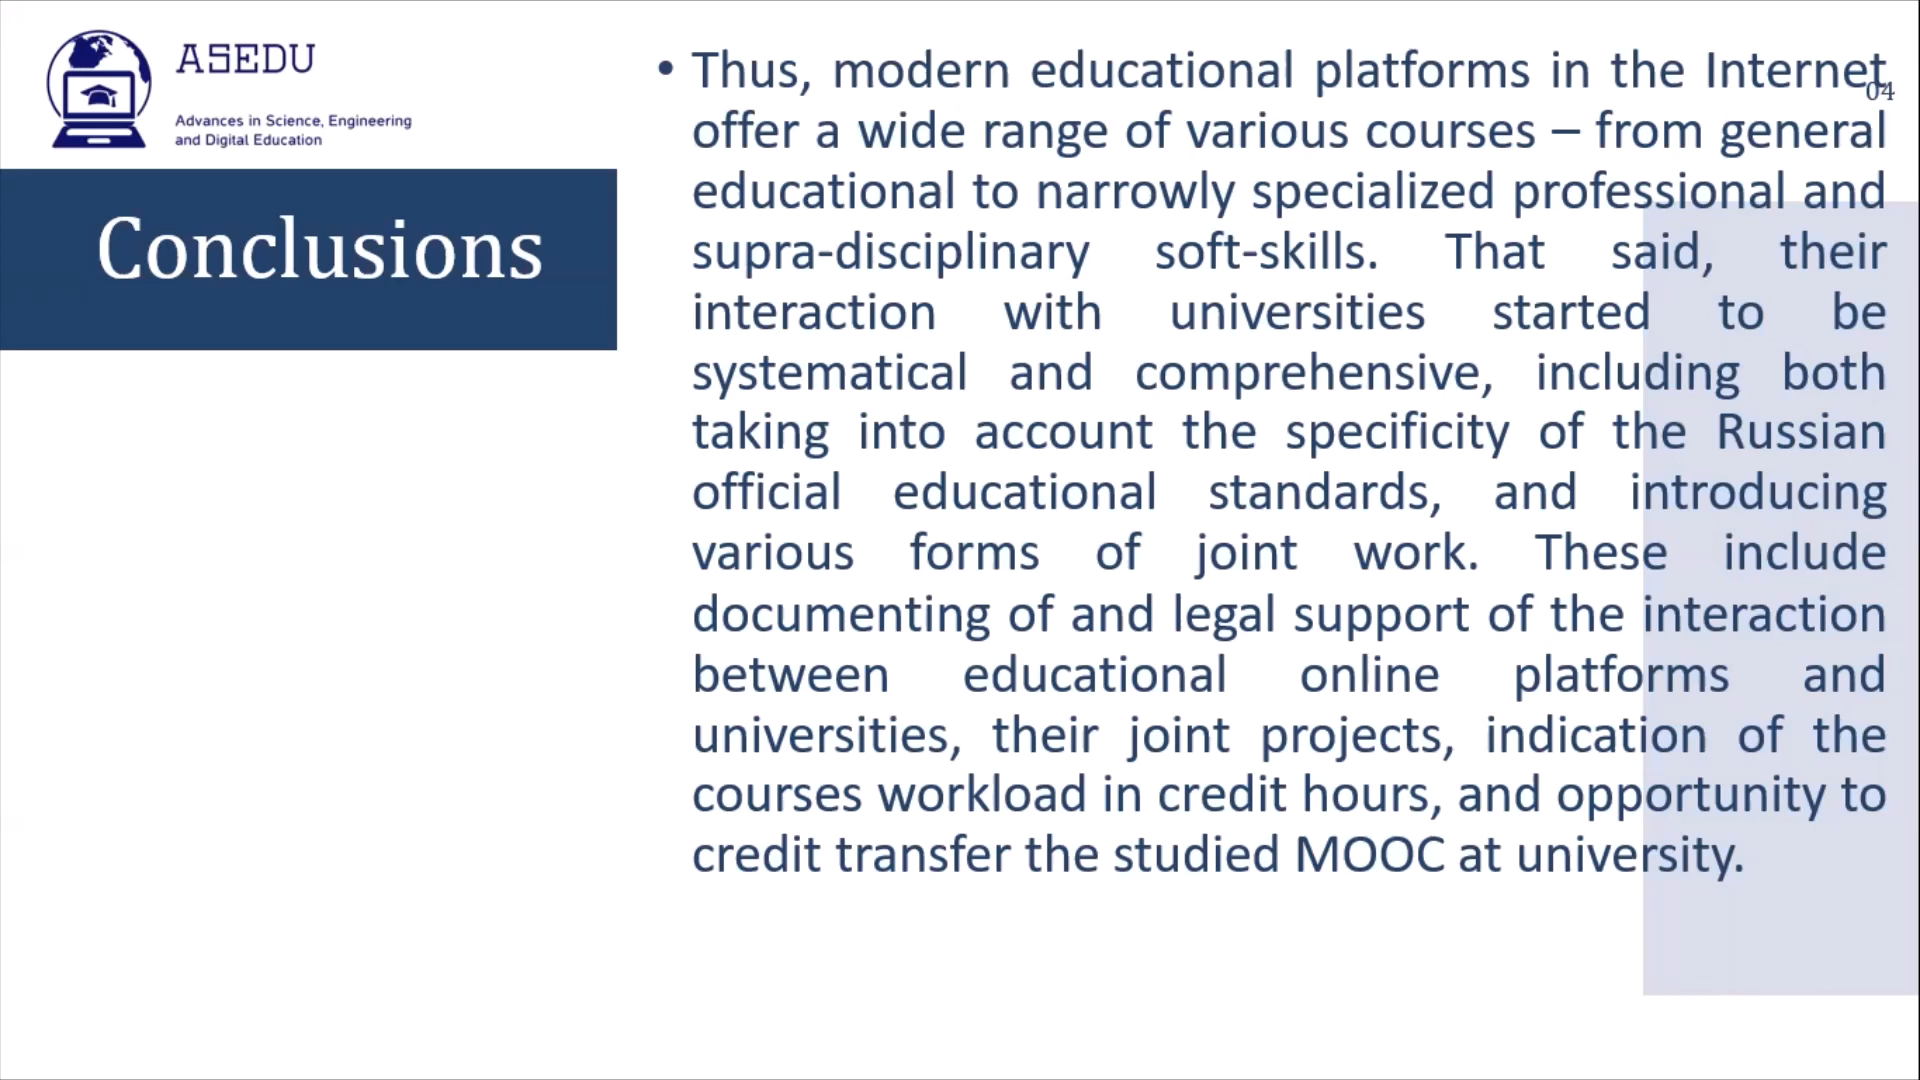 ASEDU
Advances in Science, Engineering
and Digital Education
Conclusions
• Thus, modern educational platforms in the Internet
04
offer a wide range of various courses – from general
educational to narrowly specialized professional and
supra-disciplinary soft-skills. That said, their
interaction with universities started to be
systematical and comprehensive, including both
taking into account the specificity of the Russian
official educational standards, and introducing
various forms of joint work. These include
documenting of and legal support of the interaction
between educational online platforms and
universities, their joint projects, indication of the
courses workload in credit hours, and opportunity to
credit transfer the studied MOOC at university.